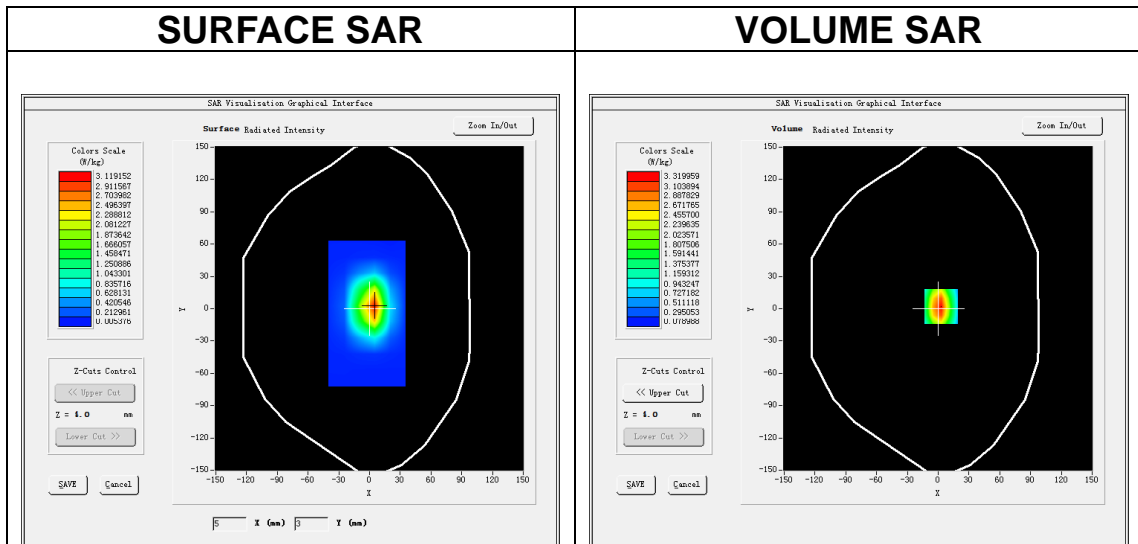 SURFACE SAR
VOLUME SAR
SAR Visualisation Graphical Interface
Surface Radiated Intensity
Zoom In/Out
Colors Scale
(W/kg)
3.119152
2.911567
2.703982
2.496397
2.288812
2.081227
1.873642
1.666057
1.458471
1.250886
1.043301
0.835716
0.628131
0.420546
0.212961
0.005376
150
120
90
60
30
0
-30
-60
-90
-120
-150
Y
-150 -120 -90 -60 -30 0 30 60 90 120 150
X
Z-Cuts Control
<< Upper Cut
Z = 4.0 mm
Lower Cut >>
SAVE Cancel
5 X (mm) 3 Y (mm)
SAR Visualisation Graphical Interface
Volume Radiated Intensity
Zoom In/Out
Colors Scale
(W/kg)
3.319959
3.103894
2.887829
2.671765
2.455700
2.239635
2.023571
1.807506
1.591441
1.375377
1.159312
0.943247
0.727182
0.511118
0.295053
0.078988
150
120
90
60
30
0
-30
-60
-90
-120
-150
Y
-150 -120 -90 -60 -30 0 30 60 90 120 150
X
Z-Cuts Control
<< Upper Cut
Z = 4.0 mm
Lower Cut >>
SAVE Cancel